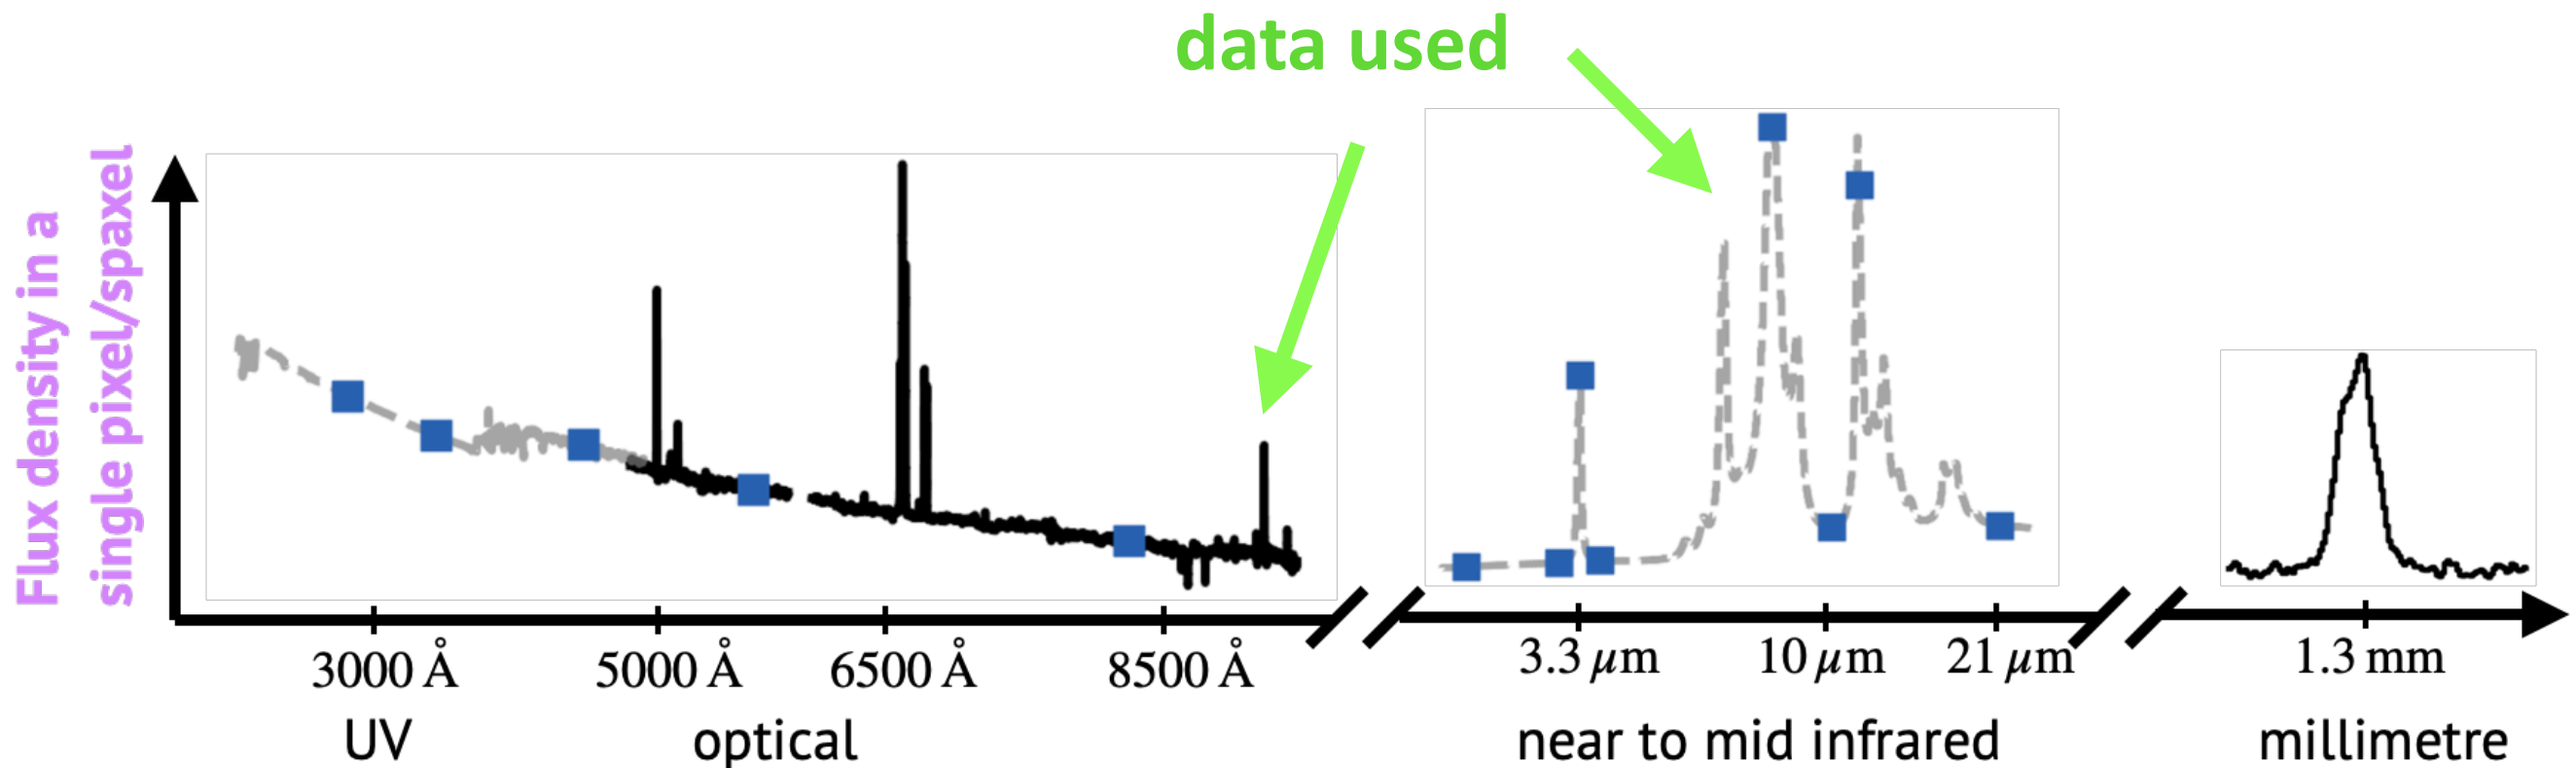 data used
Flux density in a
single pixel/spaxel
3000 Å
5000 Å
6500 Å
8500 Å
3.3 μm
10 μm
21 μm
1.3 mm
UV
optical
near to mid infrared
millimetre